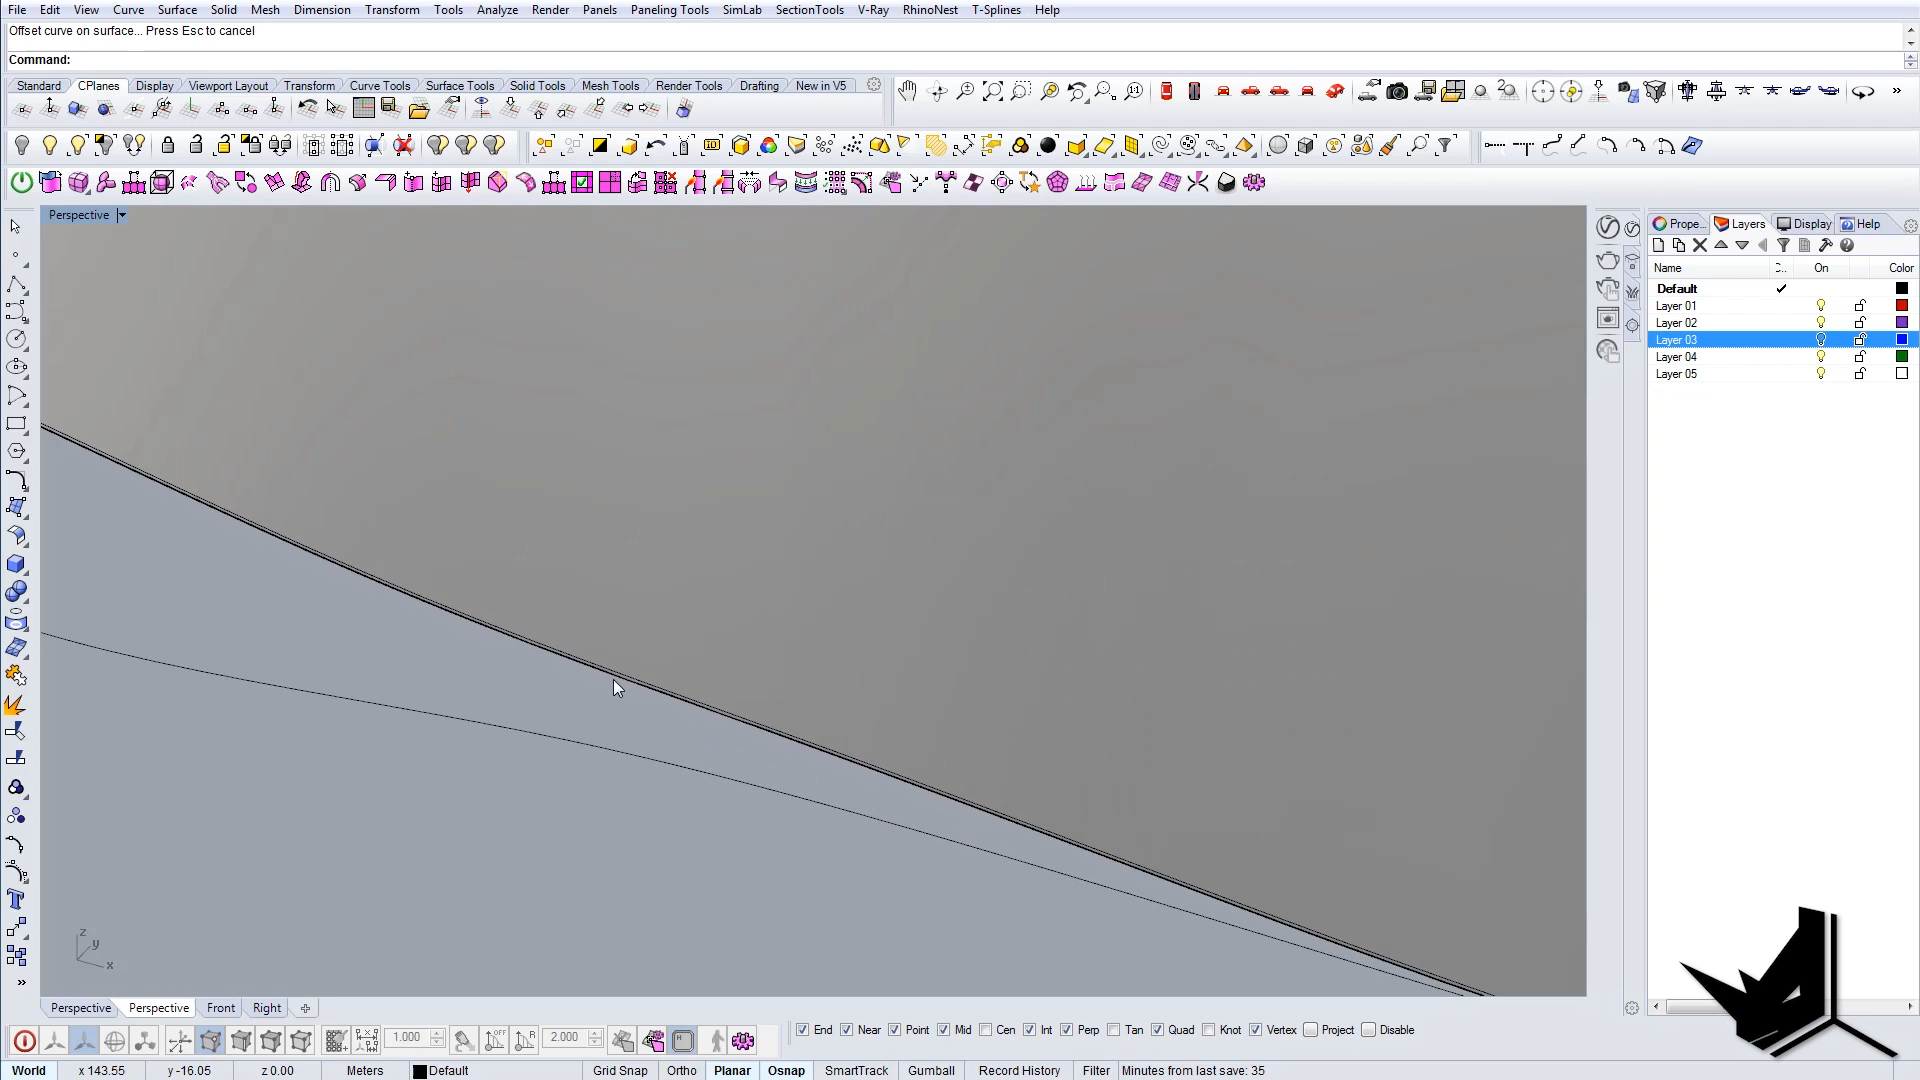 File Edit View Curve Surface Solid Mesh Dimension Transform Tools Analyze Render Panels Paneling Tools SimLab SectionTools V-Ray RhinoNest T-Splines Help
Offset curve on surface... Press Esc to cancel
Command:
Standard CPlanes Display Viewport Layout Transform Curve Tools Surface Tools Solid Tools Mesh Tools Render Tools Drafting New in V5
Perspective
Prope... Layers Display Help
Name C.. On Color
Default
Layer 01
Layer 02
Layer 03
Layer 04
Layer 05
z
y
x
Perspective Perspective Front Right
1.000 2.000 End Near Point Mid Cen Int Perp Tan Quad Knot Vertex Project Disable
World x 143.55 y -16.05 z 0.00 Meters Default Grid Snap Ortho Planar Osnap SmartTrack Gumball Record History Filter Minutes from last save: 35